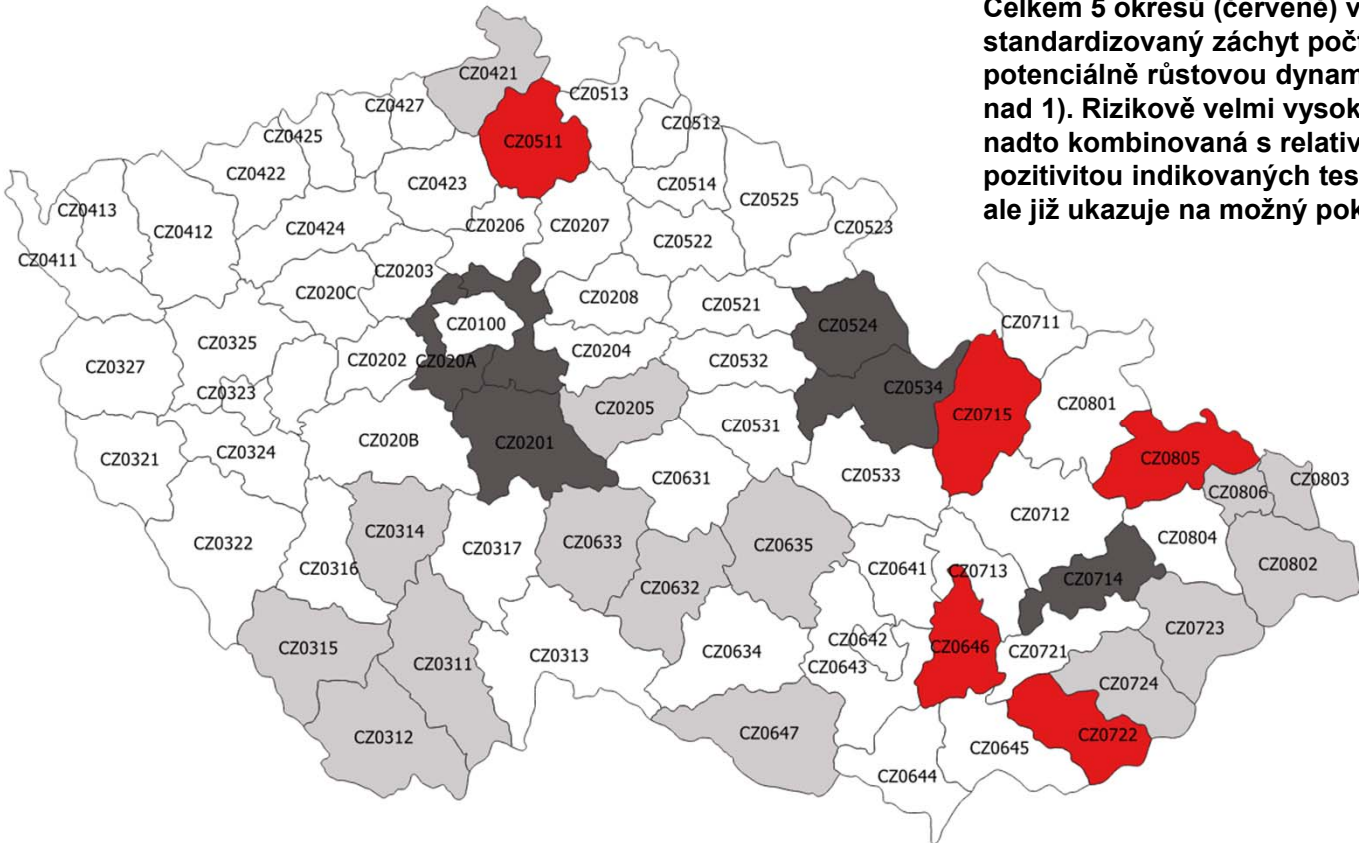 Celkem 5 okresů (červeně) v
standardizovaný záchyt poč
potenciálně růstovou dynam
nad 1). Rizikově velmi vysok
nadto kombinovaná s relativ
pozitivitou indikovaných tes
ale již ukazuje na možný pok
CZ0421
CZ0427
CZ0513
CZ0425
CZ0512
CZ0511
CZ0422
CZ0423
CZ0514
CZ0525
CZ0413
CZ0412
CZ0424
CZ0206
CZ0207
CZ0522
CZ0523
CZ0411
CZ0203
CZ020C
CZ0208
CZ0521
CZ0100
CZ0524
CZ0711
CZ0325
CZ0327
CZ0202
CZ020A
CZ0204
CZ0532
CZ0534
CZ0323
CZ0205
CZ0715
CZ0801
CZ0531
CZ0321
CZ0324
CZ020B
CZ0201
CZ0805
CZ0631
CZ0533
CZ0806
CZ0803
CZ0712
CZ0314
CZ0322
CZ0317
CZ0633
CZ0635
CZ0804
CZ0316
CZ0641
CZ0713
CZ0714
CZ0802
CZ0632
CZ0315
CZ0311
CZ0313
CZ0634
CZ0642
CZ0643
CZ0646
CZ0721
CZ0723
CZ0724
CZ0312
CZ0647
CZ0645
CZ0722
CZ0644